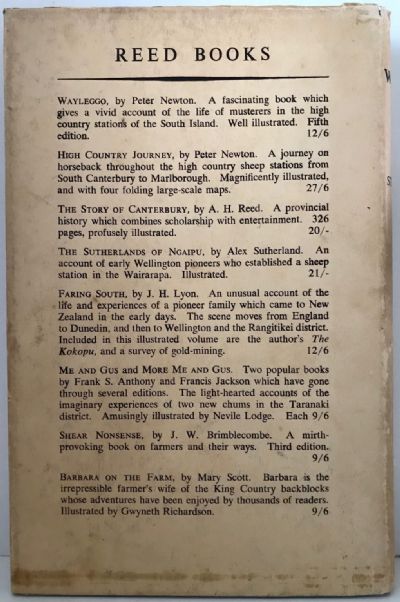 REED BOOKS
WAYLEGGO, by Peter Newton. A fascinating book which
gives a vivid account of the life of musterers in the high
country stations of the South Island. Well illustrated. Fifth
edition. 12/6
HIGH COUNTRY JOURNEY, by Peter Newton. A journey on
horseback throughout the high country sheep stations from
South Canterbury to Marlborough. Magnificently illustrated,
and with four folding large-scale maps. 27/6
THE STORY OF CANTERBURY, by A. H. Reed. A provincial
history which combines scholarship with entertainment. 326
pages, profusely illustrated. 20/-
THE SUTHERLANDS OF NGAIPU, by Alex Sutherland. An
account of early Wellington pioneers who established a sheep
station in the Wairarapa. Illustrated. 21/-
FARING SOUTH, by J. H. Lyon. An unusual account of the
life and experiences of a pioneer family which came to New
Zealand in the early days. The scene moves from England
to Dunedin, and then to Wellington and the Rangitikei district.
Included in this illustrated volume are the author's The
Kokopu, and a survey of gold-mining. 12/6
ME AND GUS and MORE ME AND GUS. Two popular books
by Frank S. Anthony and Francis Jackson which have gone
through several editions. The light-hearted accounts of the
imaginary experiences of two new chums in the Taranaki
district. Amusingly illustrated by Nevile Lodge. Each 9/6
SHEAR NONSENSE, by J. W. Brimblecombe. A mirth-
provoking book on farmers and their ways. Third edition.
9/6
BARBARA ON THE FARM, by Mary Scott. Barbara is the
irrepressible farmer's wife of the King Country backblocks
whose adventures have been enjoyed by thousands of readers.
Illustrated by Gwyneth Richardson. 9/6